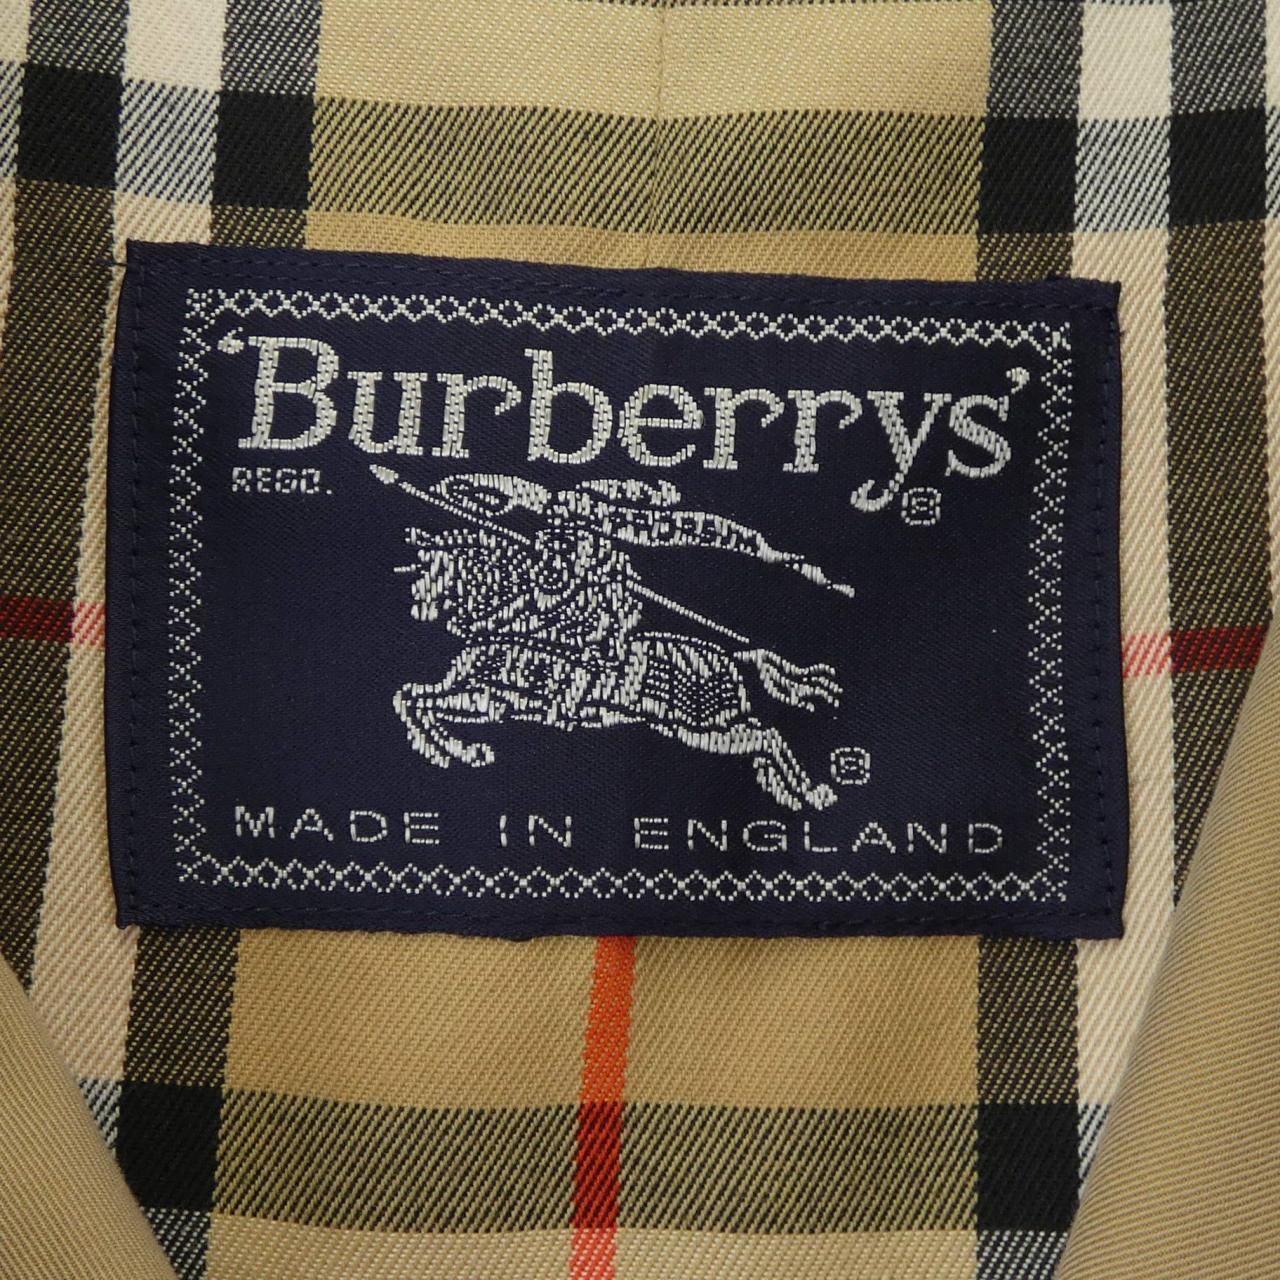 ‘Burberrys’
REGD.
®
®
MADE IN ENGLAND